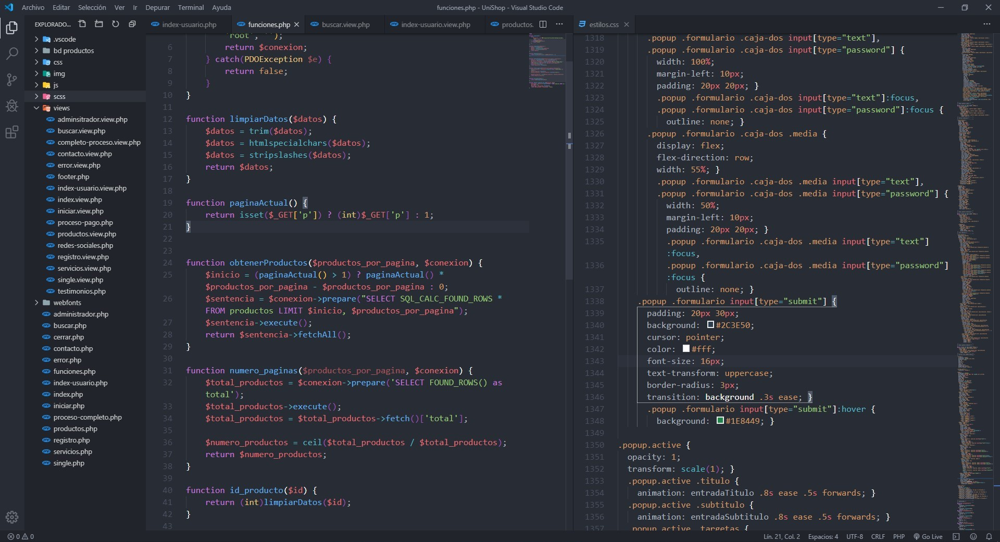 Archivo Editar Selección Ver Ir Depurar Terminal Ayuda
funciones.php - UniShop - Visual Studio Code
EXPLORADO...
.vscode
bd productos
css
img
js
scss
views
adminsitrador.view.php
buscar.view.php
completo-proceso.view.php
contacto.view.php
error.view.php
footer.php
index-usuario.view.php
index.view.php
iniciar.view.php
proceso-pago.php
productos.view.php
redes-sociales.php
registro.view.php
servicios.view.php
single.view.php
testimonios.php
webfonts
administrador.php
buscar.php
cerrar.php
contacto.php
error.php
funciones.php
index-usuario.php
index.php
iniciar.php
proceso-completo.php
productos.php
registro.php
servicios.php
single.php
index-usuario.php funciones.php buscar.view.php index-usuario.view.php productos.
'root', '');
6 return $conexion;
7 } catch(PDOException $e) {
8 return false;
9 }
10 }
11
12 function limpiarDatos($datos) {
13 $datos = trim($datos);
14 $datos = htmlspecialchars($datos);
15 $datos = stripslashes($datos);
16 return $datos;
17 }
18
19 function paginaActual() {
20 return isset($_GET['p']) ? (int)$_GET['p'] : 1;
21 }
22
23
24 function obtenerProductos($productos_por_pagina, $conexion) {
25 $inicio = (paginaActual() > 1) ? paginaActual() *
$productos_por_pagina - $productos_por_pagina : 0;
26 $sentencia = $conexion->prepare("SELECT SQL_CALC_FOUND_ROWS *
FROM productos LIMIT $inicio, $productos_por_pagina");
27 $sentencia->execute();
28 return $sentencia->fetchAll();
29 }
30
31 function numero_paginas($productos_por_pagina, $conexion) {
32 $total_productos = $conexion->prepare('SELECT FOUND_ROWS() as
total');
33 $total_productos->execute();
34 $total_productos = $total_productos->fetch()['total'];
35
36 $numero_productos = ceil($total_productos / $total_productos);
37 return $numero_productos;
38 }
39
40 function id_producto($id) {
41 return (int)limpiarDatos($id);
42 }
43
estilos.css
1318 .popup .formulario .caja-dos input[type="text"],
1319 .popup .formulario .caja-dos input[type="password"] {
1320 width: 100%;
1321 margin-left: 10px;
1322 padding: 20px 20px; }
1323 .popup .formulario .caja-dos input[type="text"]:focus,
1324 .popup .formulario .caja-dos input[type="password"]:focus {
1325 outline: none; }
1326 .popup .formulario .caja-dos .media {
1327 display: flex;
1328 flex-direction: row;
1329 width: 55%; }
1330 .popup .formulario .caja-dos .media input[type="text"],
1331 .popup .formulario .caja-dos .media input[type="password"] {
1332 width: 50%;
1333 margin-left: 10px;
1334 padding: 20px 20px; }
1335 .popup .formulario .caja-dos .media input[type="text"]
:focus,
1336 .popup .formulario .caja-dos .media input[type="password"]
:focus {
1337 outline: none; }
1338 .popup .formulario input[type="submit"] {
1339 padding: 20px 30px;
1340 background: #2C3E50;
1341 cursor: pointer;
1342 color: #fff;
1343 font-size: 16px;
1344 text-transform: uppercase;
1345 border-radius: 3px;
1346 transition: background .3s ease; }
1347 .popup .formulario input[type="submit"]:hover {
1348 background: #1E8449; }
1349
1350 .popup.active {
1351 opacity: 1;
1352 transform: scale(1); }
1353 .popup.active .titulo {
1354 animation: entradaTitulo .8s ease .5s forwards; }
1355 .popup.active .subtitulo {
1356 animation: entradaSubtitulo .8s ease .5s forwards; }
1357 .popup.active .targetas {
0 0
Lín. 21, Col. 2 Espacios: 4 UTF-8 CRLF PHP Go Live